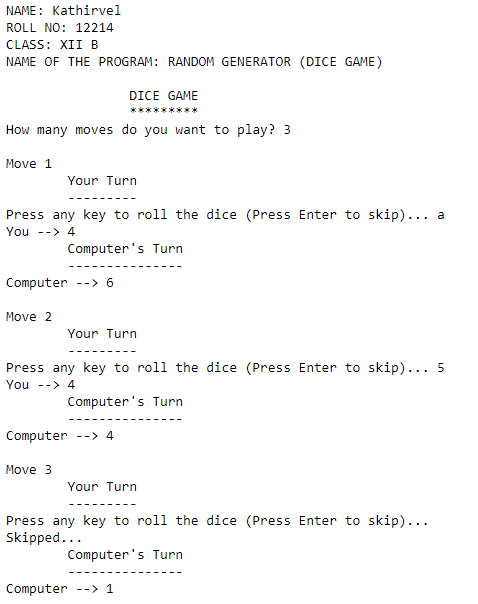 NAME: Kathirvel
ROLL NO: 12214
CLASS: XII B
NAME OF THE PROGRAM: RANDOM GENERATOR (DICE GAME)
DICE GAME
*********
How many moves do you want to play? 3
Move 1
Your Turn
---------
Press any key to roll the dice (Press Enter to skip)... a
You --> 4
Computer's Turn
---------------
Computer --> 6
Move 2
Your Turn
---------
Press any key to roll the dice (Press Enter to skip)... 5
You --> 4
Computer's Turn
---------------
Computer --> 4
Move 3
Your Turn
---------
Press any key to roll the dice (Press Enter to skip)...
Skipped...
Computer's Turn
---------------
Computer --> 1